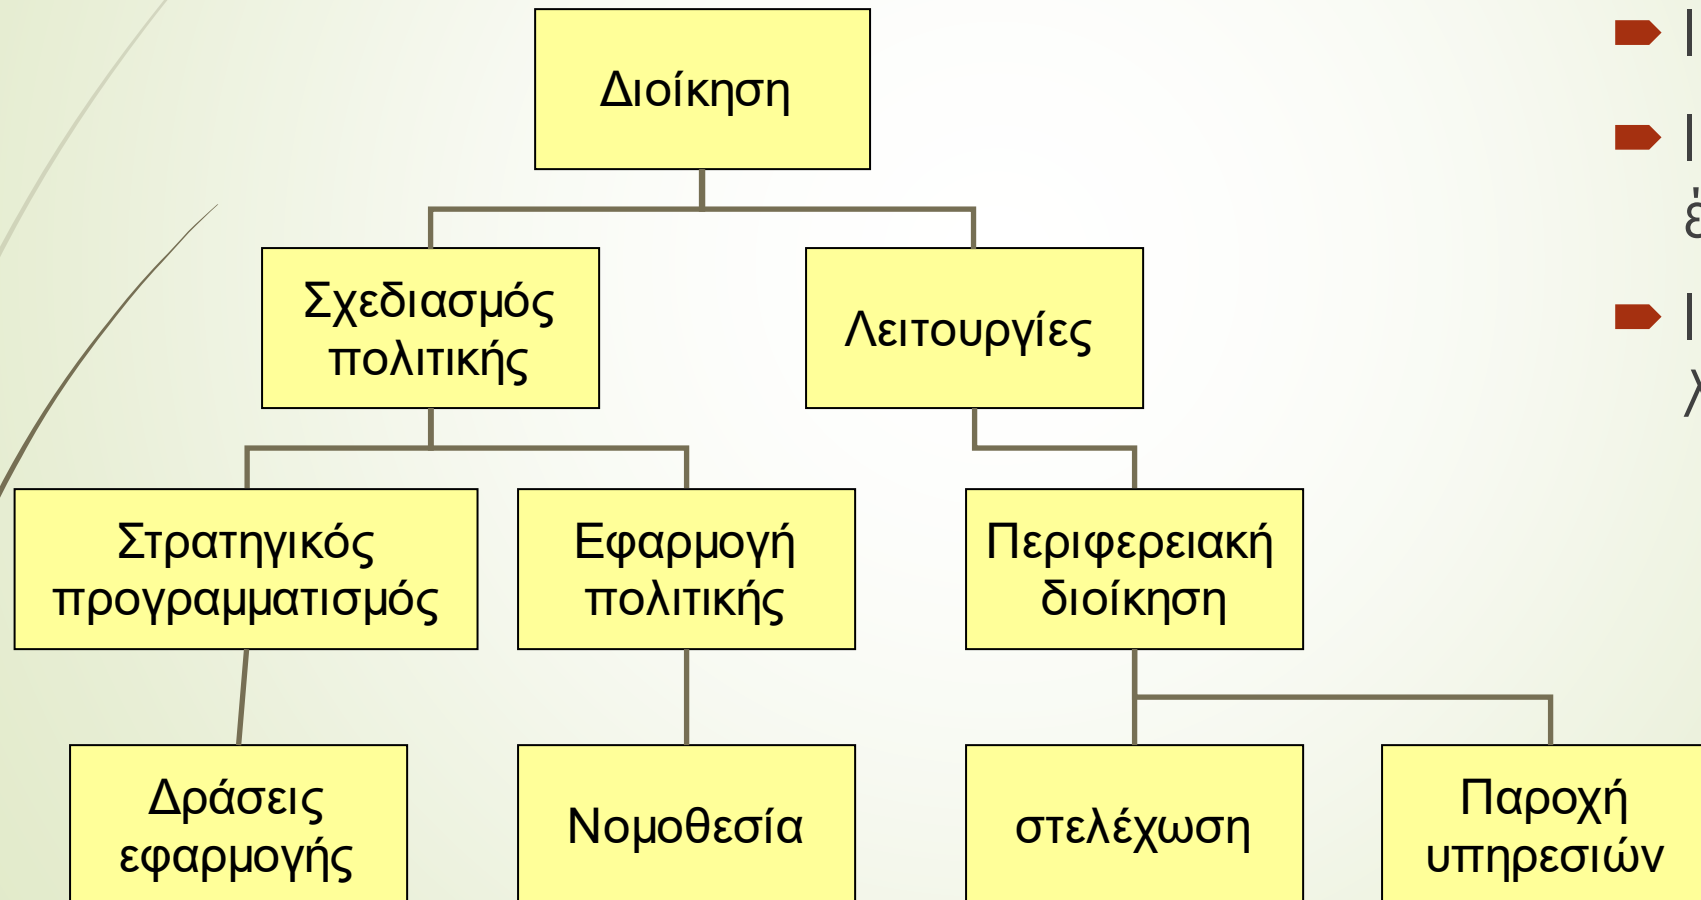 Διοίκηση
Σχεδιασμός
πολιτικής
Λειτουργίες
Στρατηγικός
προγραμματισμός
Εφαρμογή
πολιτικής
Περιφερειακή
διοίκηση
Δράσεις
εφαρμογής
Νομοθεσία
στελέχωση
Παροχή
υπηρεσιών